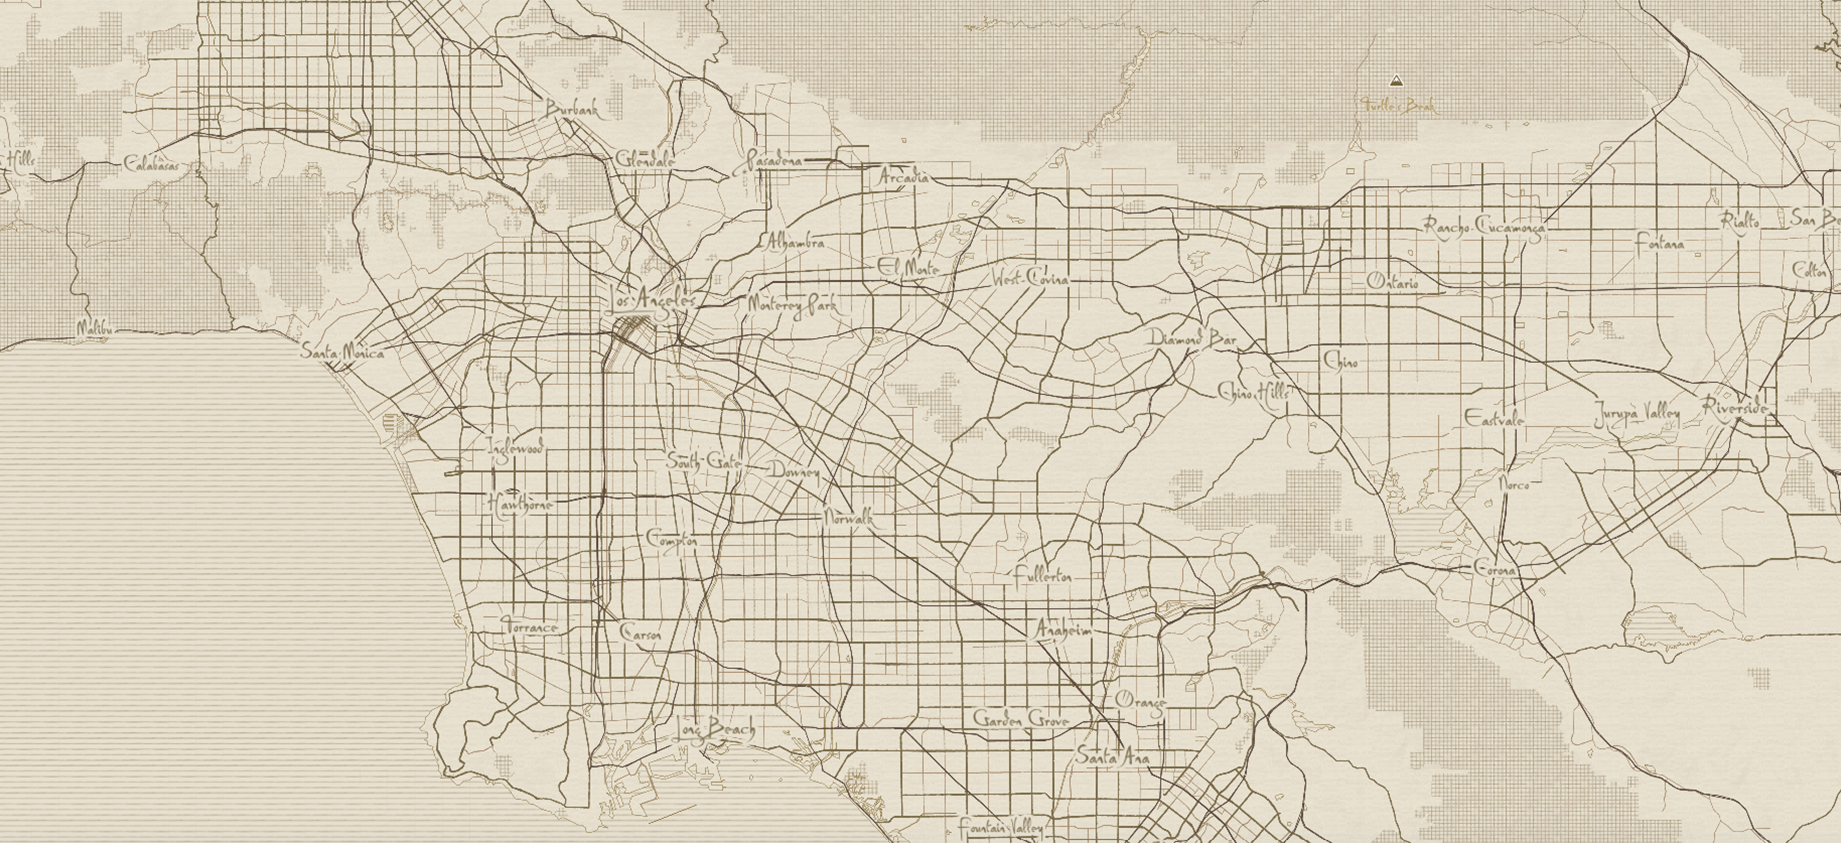 Burbank
Turtle's Beak
Hills
Calabasas
Glendale
Pasadena
Arcadia
Alhambra
Rancho Cucamonga
Fontana
Rialto
San Be
El Monte
West Covina
Ontario
Colton
Los Angeles
Monterey Park
Malibu
Santa Monica
Diamond Bar
Chino
Chino Hills
Eastvale
Jurupa Valley
Riverside
Inglewood
South Gate
Downey
Norco
Hawthorne
Norwalk
Compton
Fullerton
Corona
Torrance
Carson
Anaheim
Orange
Long Beach
Garden Grove
Santa Ana
Fountain Valley